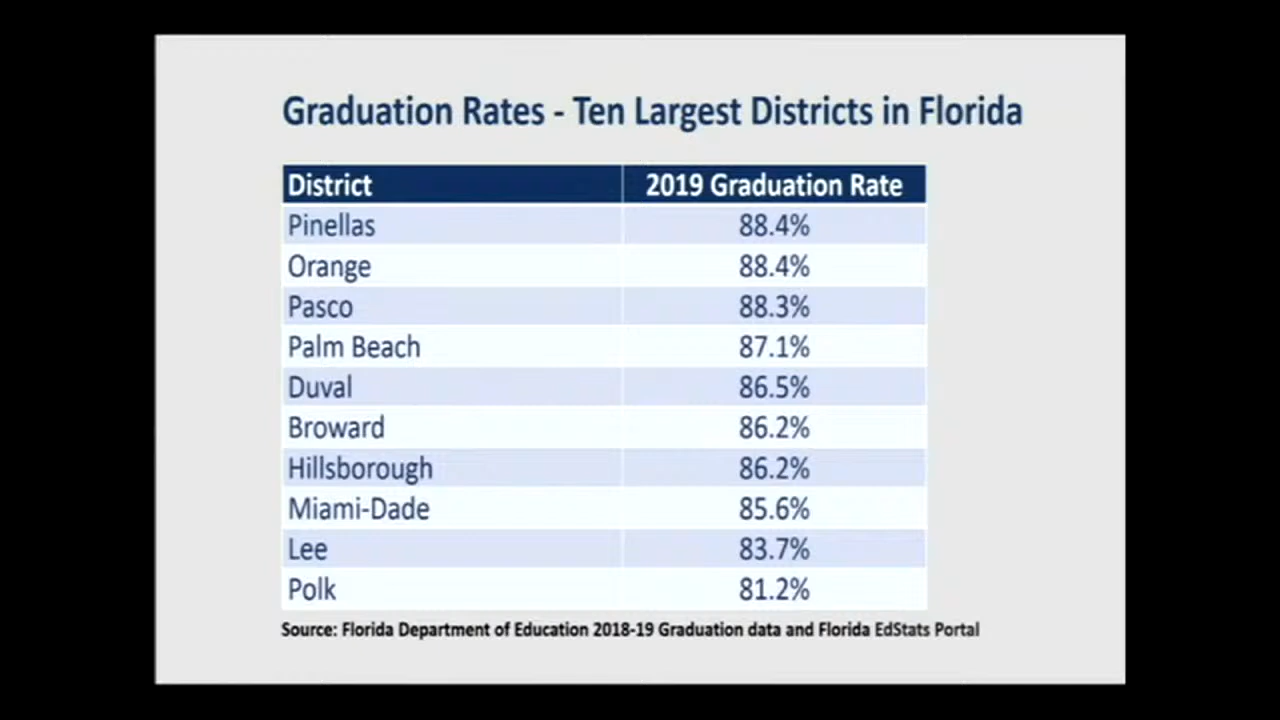 Graduation Rates - Ten Largest Districts in Florida
District 2019 Graduation Rate
Pinellas 88.4%
Orange 88.4%
Pasco 88.3%
Palm Beach 87.1%
Duval 86.5%
Broward 86.2%
Hillsborough 86.2%
Miami-Dade 85.6%
Lee 83.7%
Polk 81.2%
Source: Florida Department of Education 2018-19 Graduation data and Florida EdStats Portal